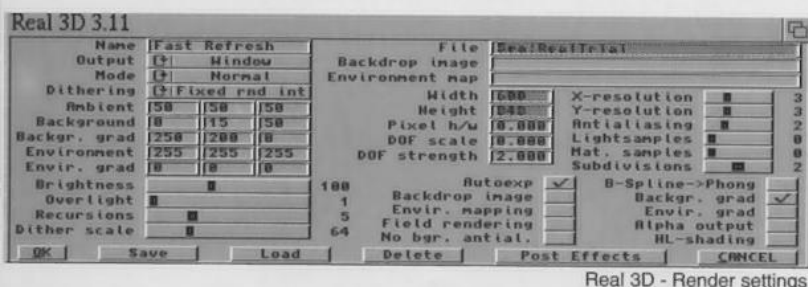 Real 3D 3.11
Name Fast Refresh
Output Window
Mode Normal
Dithering Fixed rnd int
Ambient 50 50 50
Background 0 15 50
Backgr. grad 250 200 0
Environment 255 255 255
Envir. grad 0 0 0
Brightness 100
Overlight 1
Recursions 5
Dither scale 64
File
Backdrop image
Environment map
Width 600
Height
Pixel h/w 0.000
DOF scale 0.000
DOF strength 2.000
X-resolution 3
Y-resolution 3
Antialiasing 2
Lightsamples 0
Mat. samples 0
Subdivisions 2
Autoexp
Backdrop image
Envir. mapping
Field rendering
No bgr. antial.
B-Spline->Phong
Backgr. grad
Envir. grad
Alpha output
HL-shading
OK Save Load Delete Post Effects CANCEL
Real 3D - Render settings